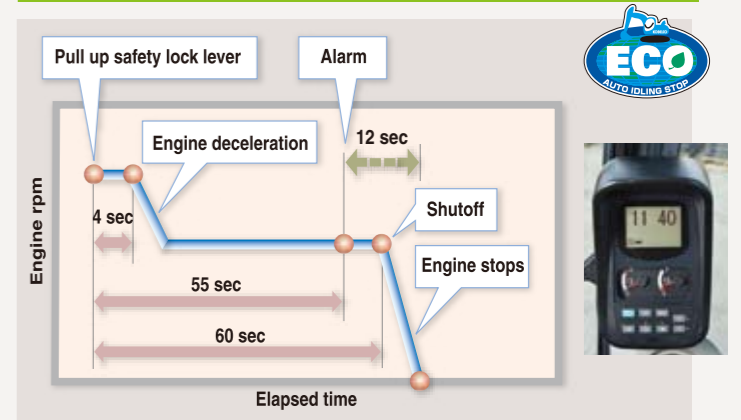 Pull up safety lock lever
Alarm
ECO
AUTO IDLING STOP
Engine deceleration
12 sec
4 sec
Shutoff
Engine rpm
11 40
55 sec
Engine stops
60 sec
Elapsed time